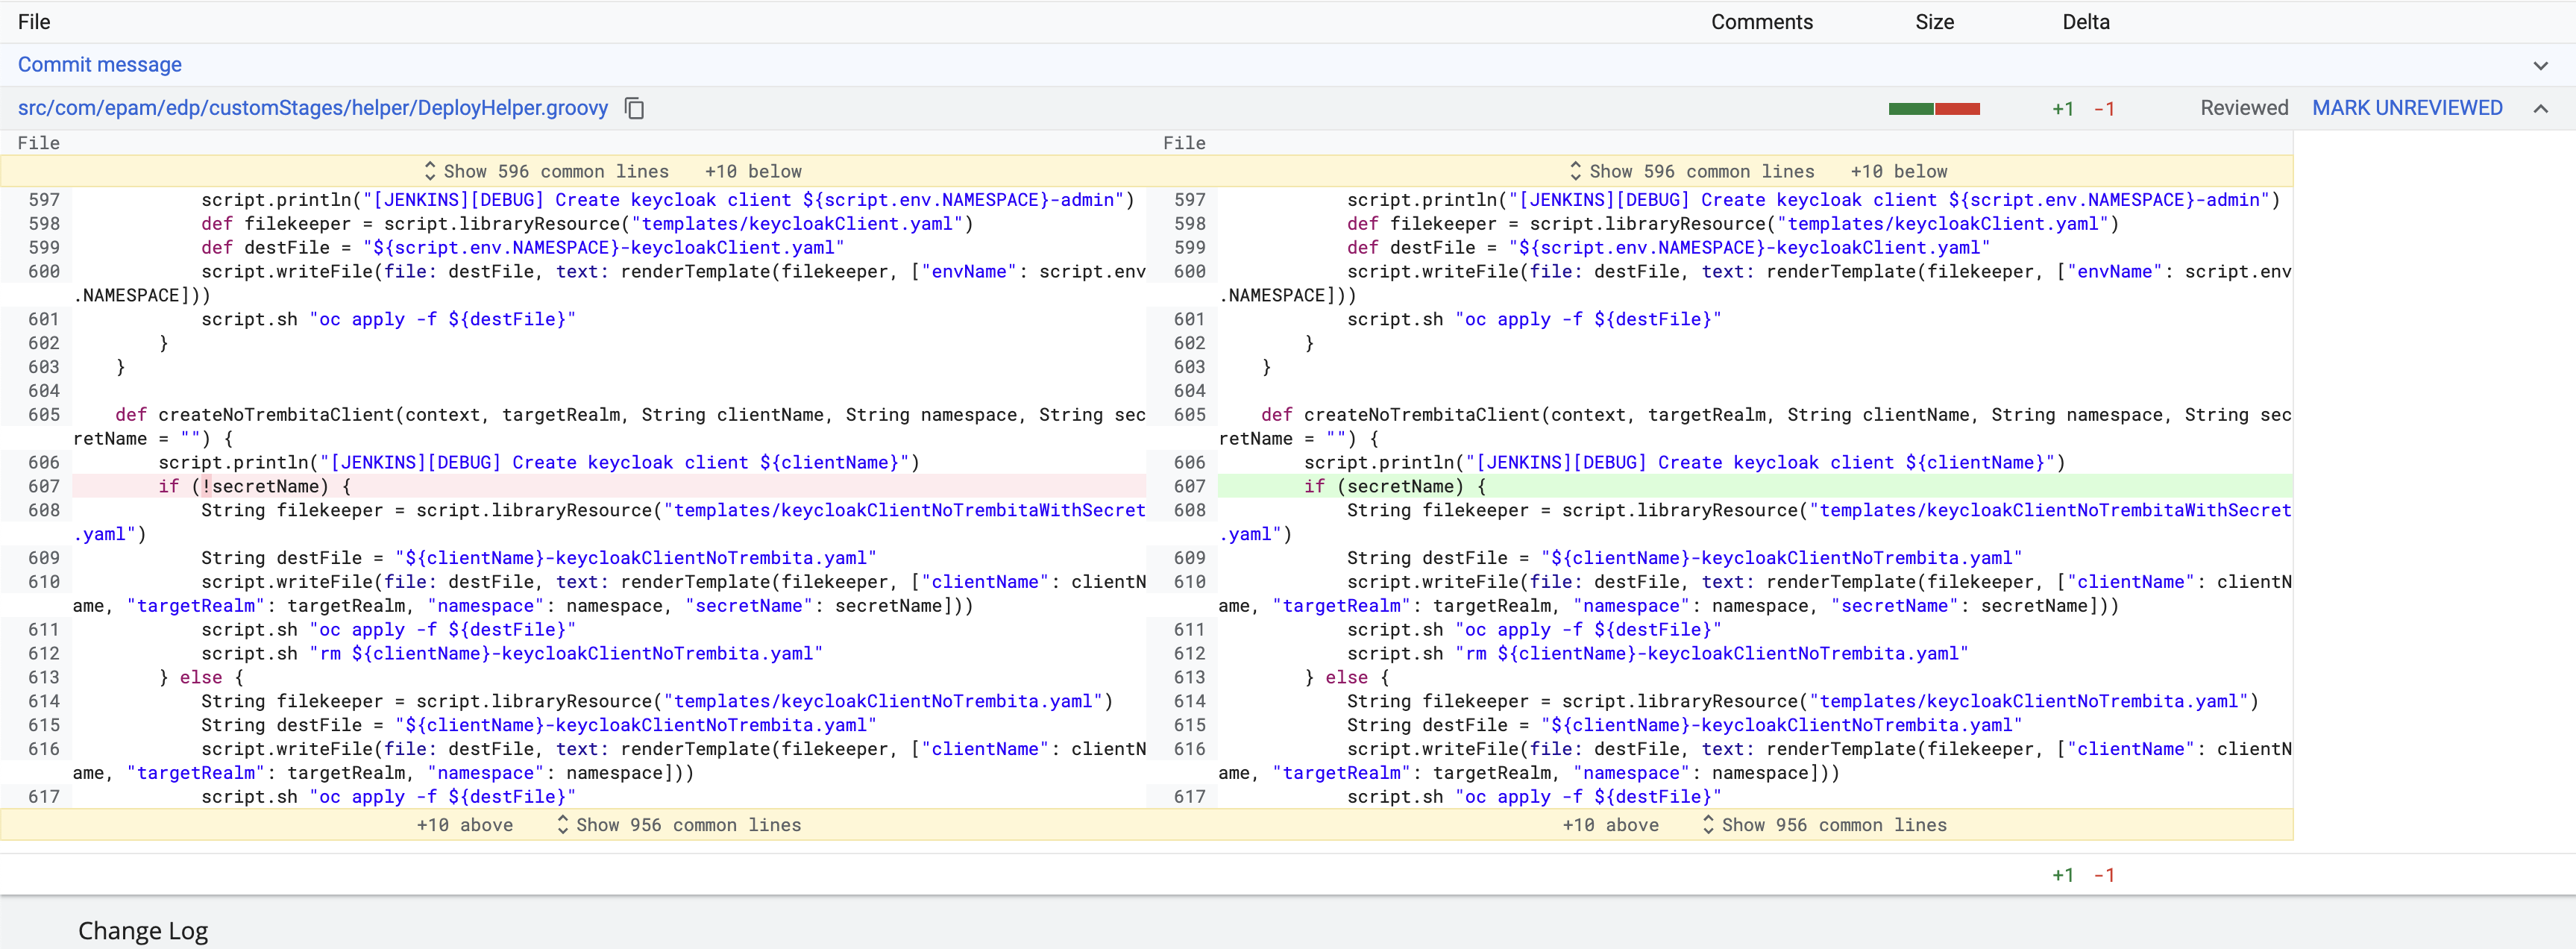 File Comments Size Delta
Commit message
src/com/epam/edp/customStages/helper/DeployHelper.groovy +1 -1 Reviewed MARK UNREVIEWED
File
Show 596 common lines +10 below
597 script.println("[JENKINS][DEBUG] Create keycloak client ${script.env.NAMESPACE}-admin")
598 def filekeeper = script.libraryResource("templates/keycloakClient.yaml")
599 def destFile = "${script.env.NAMESPACE}-keycloakClient.yaml"
600 script.writeFile(file: destFile, text: renderTemplate(filekeeper, ["envName": script.env
.NAMESPACE]))
601 script.sh "oc apply -f ${destFile}"
602 }
603 }
604
605 def createNoTrembitaClient(context, targetRealm, String clientName, String namespace, String sec
retName = "") {
606 script.println("[JENKINS][DEBUG] Create keycloak client ${clientName}")
607 if (!secretName) {
608 String filekeeper = script.libraryResource("templates/keycloakClientNoTrembitaWithSecret
.yaml")
609 String destFile = "${clientName}-keycloakClientNoTrembita.yaml"
610 script.writeFile(file: destFile, text: renderTemplate(filekeeper, ["clientName": clientN
ame, "targetRealm": targetRealm, "namespace": namespace, "secretName": secretName]))
611 script.sh "oc apply -f ${destFile}"
612 script.sh "rm ${clientName}-keycloakClientNoTrembita.yaml"
613 } else {
614 String filekeeper = script.libraryResource("templates/keycloakClientNoTrembita.yaml")
615 String destFile = "${clientName}-keycloakClientNoTrembita.yaml"
616 script.writeFile(file: destFile, text: renderTemplate(filekeeper, ["clientName": clientN
ame, "targetRealm": targetRealm, "namespace": namespace]))
617 script.sh "oc apply -f ${destFile}"
+10 above Show 956 common lines
File
Show 596 common lines +10 below
597 script.println("[JENKINS][DEBUG] Create keycloak client ${script.env.NAMESPACE}-admin")
598 def filekeeper = script.libraryResource("templates/keycloakClient.yaml")
599 def destFile = "${script.env.NAMESPACE}-keycloakClient.yaml"
600 script.writeFile(file: destFile, text: renderTemplate(filekeeper, ["envName": script.env
.NAMESPACE]))
601 script.sh "oc apply -f ${destFile}"
602 }
603 }
604
605 def createNoTrembitaClient(context, targetRealm, String clientName, String namespace, String sec
retName = "") {
606 script.println("[JENKINS][DEBUG] Create keycloak client ${clientName}")
607 if (secretName) {
608 String filekeeper = script.libraryResource("templates/keycloakClientNoTrembitaWithSecret
.yaml")
609 String destFile = "${clientName}-keycloakClientNoTrembita.yaml"
610 script.writeFile(file: destFile, text: renderTemplate(filekeeper, ["clientName": clientN
ame, "targetRealm": targetRealm, "namespace": namespace, "secretName": secretName]))
611 script.sh "oc apply -f ${destFile}"
612 script.sh "rm ${clientName}-keycloakClientNoTrembita.yaml"
613 } else {
614 String filekeeper = script.libraryResource("templates/keycloakClientNoTrembita.yaml")
615 String destFile = "${clientName}-keycloakClientNoTrembita.yaml"
616 script.writeFile(file: destFile, text: renderTemplate(filekeeper, ["clientName": clientN
ame, "targetRealm": targetRealm, "namespace": namespace]))
617 script.sh "oc apply -f ${destFile}"
+10 above Show 956 common lines
+1 -1
Change Log